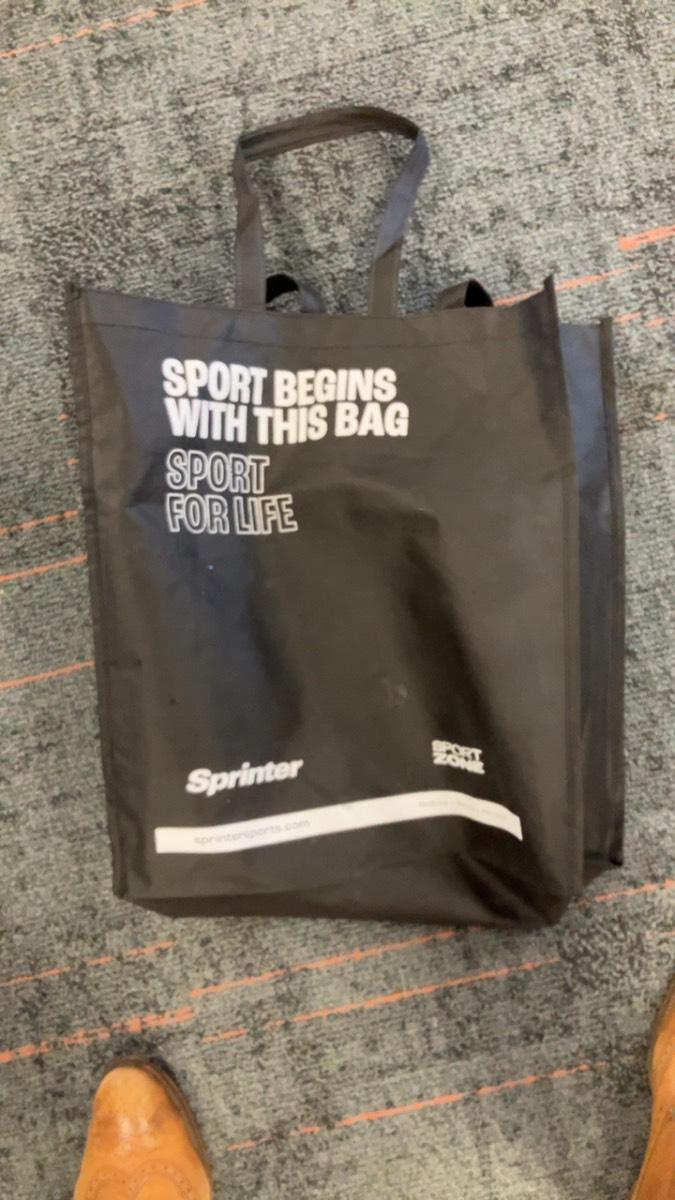 SPORT BEGINS
WITH THIS BAG
SPORT
FOR LIFE
Sprinter
SPORT
ZONE
sprintersports.com